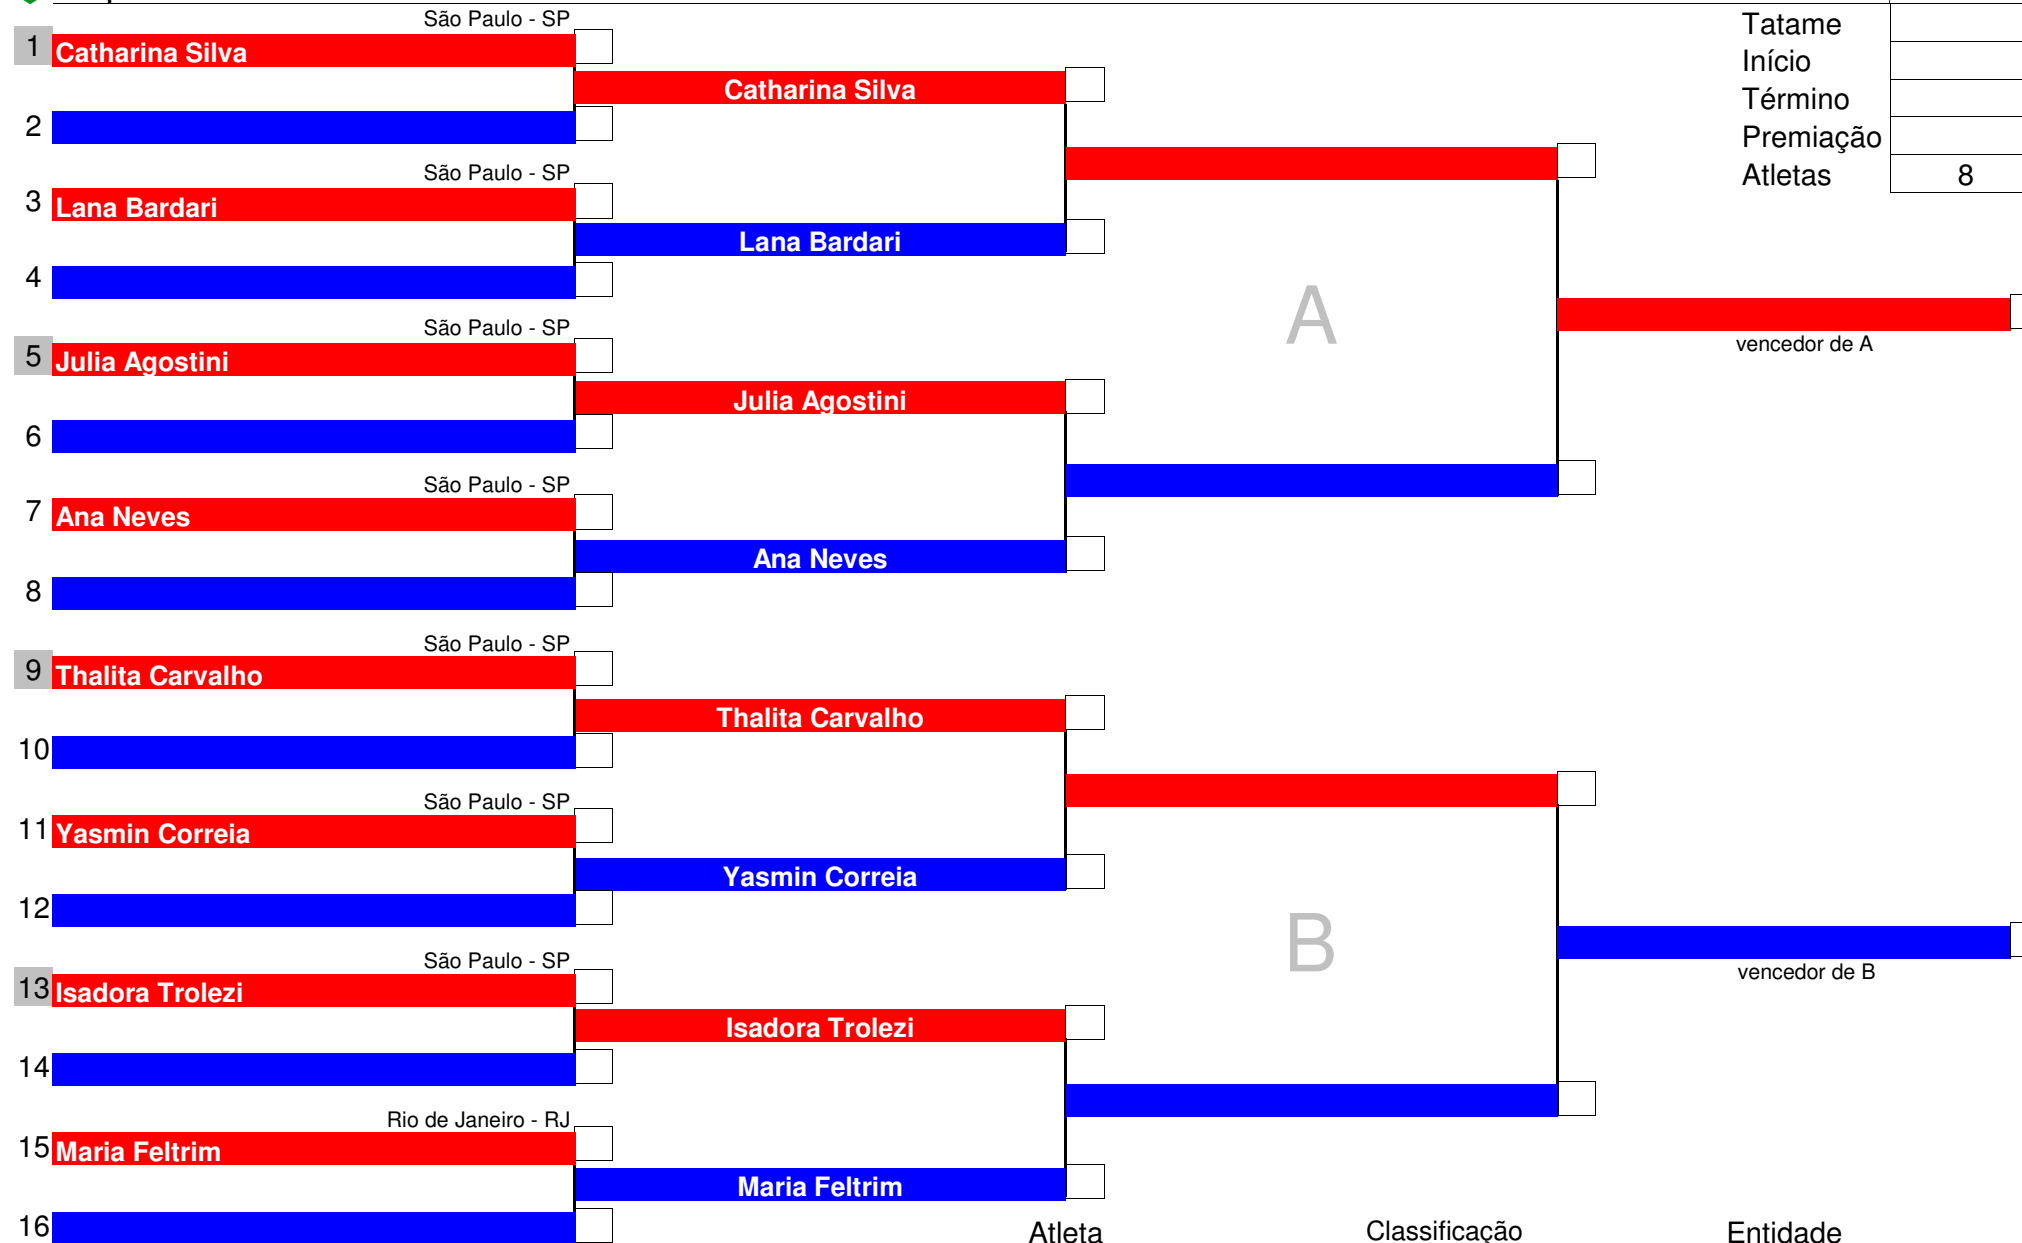 São Paulo - SP
1 Catharina Silva
Catharina Silva
2
São Paulo - SP
3 Lana Bardari
Lana Bardari
4
São Paulo - SP
5 Julia Agostini
Julia Agostini
6
São Paulo - SP
7 Ana Neves
Ana Neves
8
São Paulo - SP
9 Thalita Carvalho
Thalita Carvalho
10
São Paulo - SP
11 Yasmin Correia
Yasmin Correia
12
São Paulo - SP
13 Isadora Trolezi
Isadora Trolezi
14
Rio de Janeiro - RJ
15 Maria Feltrim
Maria Feltrim
16
A
B
vencedor de A
vencedor de B
Tatame
Início
Término
Premiação
Atletas 8
Atleta Classificação Entidade